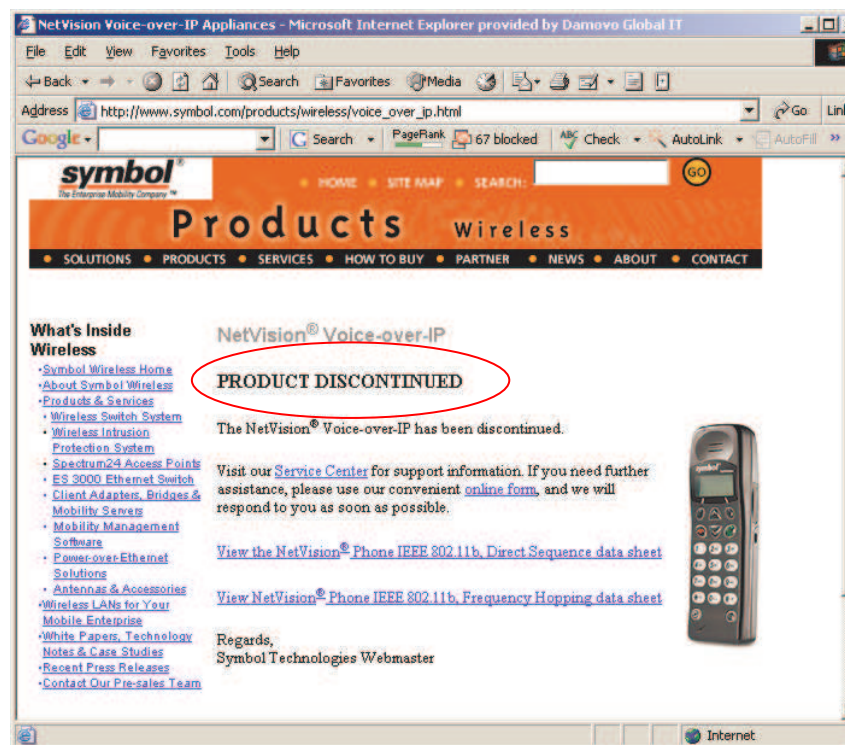 NetVision Voice-over-IP Appliances - Microsoft Internet Explorer provided by Damovo Global IT
File Edit View Favorites Tools Help
Back Search Favorites Media
Address http://www.symbol.com/products/wireless/voice_over_ip.html Go Lin
Google Search PageRank 67 blocked ABC Check AutoLink AutoFill »
symbol®
The Enterprise Mobility Company ™
• HOME • SITE MAP • SEARCH: GO
Products Wireless
• SOLUTIONS • PRODUCTS • SERVICES • HOW TO BUY • PARTNER • NEWS • ABOUT • CONTACT
What's Inside
Wireless
•Symbol Wireless Home
•About Symbol Wireless
•Products & Services
• Wireless Switch System
• Wireless Intrusion
Protection System
• Spectrum24 Access Points
• ES 3000 Ethernet Switch
• Client Adapters, Bridges &
Mobility Servers
• Mobility Management
Software
• Power-over-Ethernet
Solutions
• Antennas & Accessories
•Wireless LANs for Your
Mobile Enterprise
•White Papers, Technology
Notes & Case Studies
•Recent Press Releases
•Contact Our Pre-sales Team
NetVision® Voice-over-IP
PRODUCT DISCONTINUED
The NetVision® Voice-over-IP has been discontinued.
Visit our Service Center for support information. If you need further
assistance, please use our convenient online form, and we will
respond to you as soon as possible.
View the NetVision® Phone IEEE 802.11b, Direct Sequence data sheet
View NetVision® Phone IEEE 802.11b, Frequency Hopping data sheet
Regards,
Symbol Technologies Webmaster
symbol
Internet